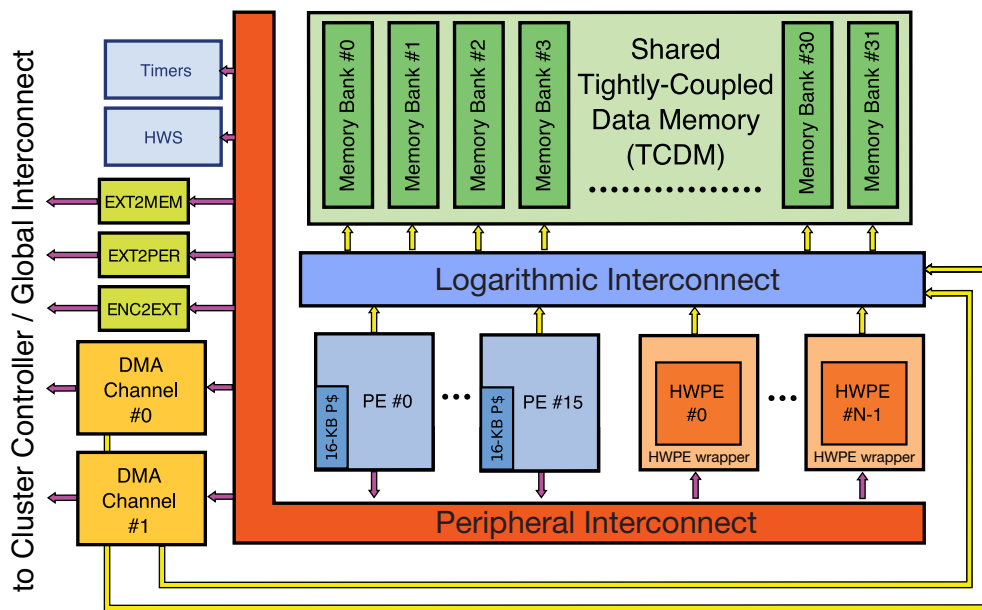 to Cluster Controller / Global Interconnect
Timers
HWS
EXT2MEM
EXT2PER
ENC2EXT
DMA
Channel
#0
DMA
Channel
#1
Memory Bank #0
Memory Bank #1
Memory Bank #2
Memory Bank #3
Shared
Tightly-Coupled
Data Memory
(TCDM)
Memory Bank #30
Memory Bank #31
Logarithmic Interconnect
16-KB P$
PE #0
16-KB P$
PE #15
HWPE
#0
HWPE wrapper
HWPE
#N-1
HWPE wrapper
Peripheral Interconnect